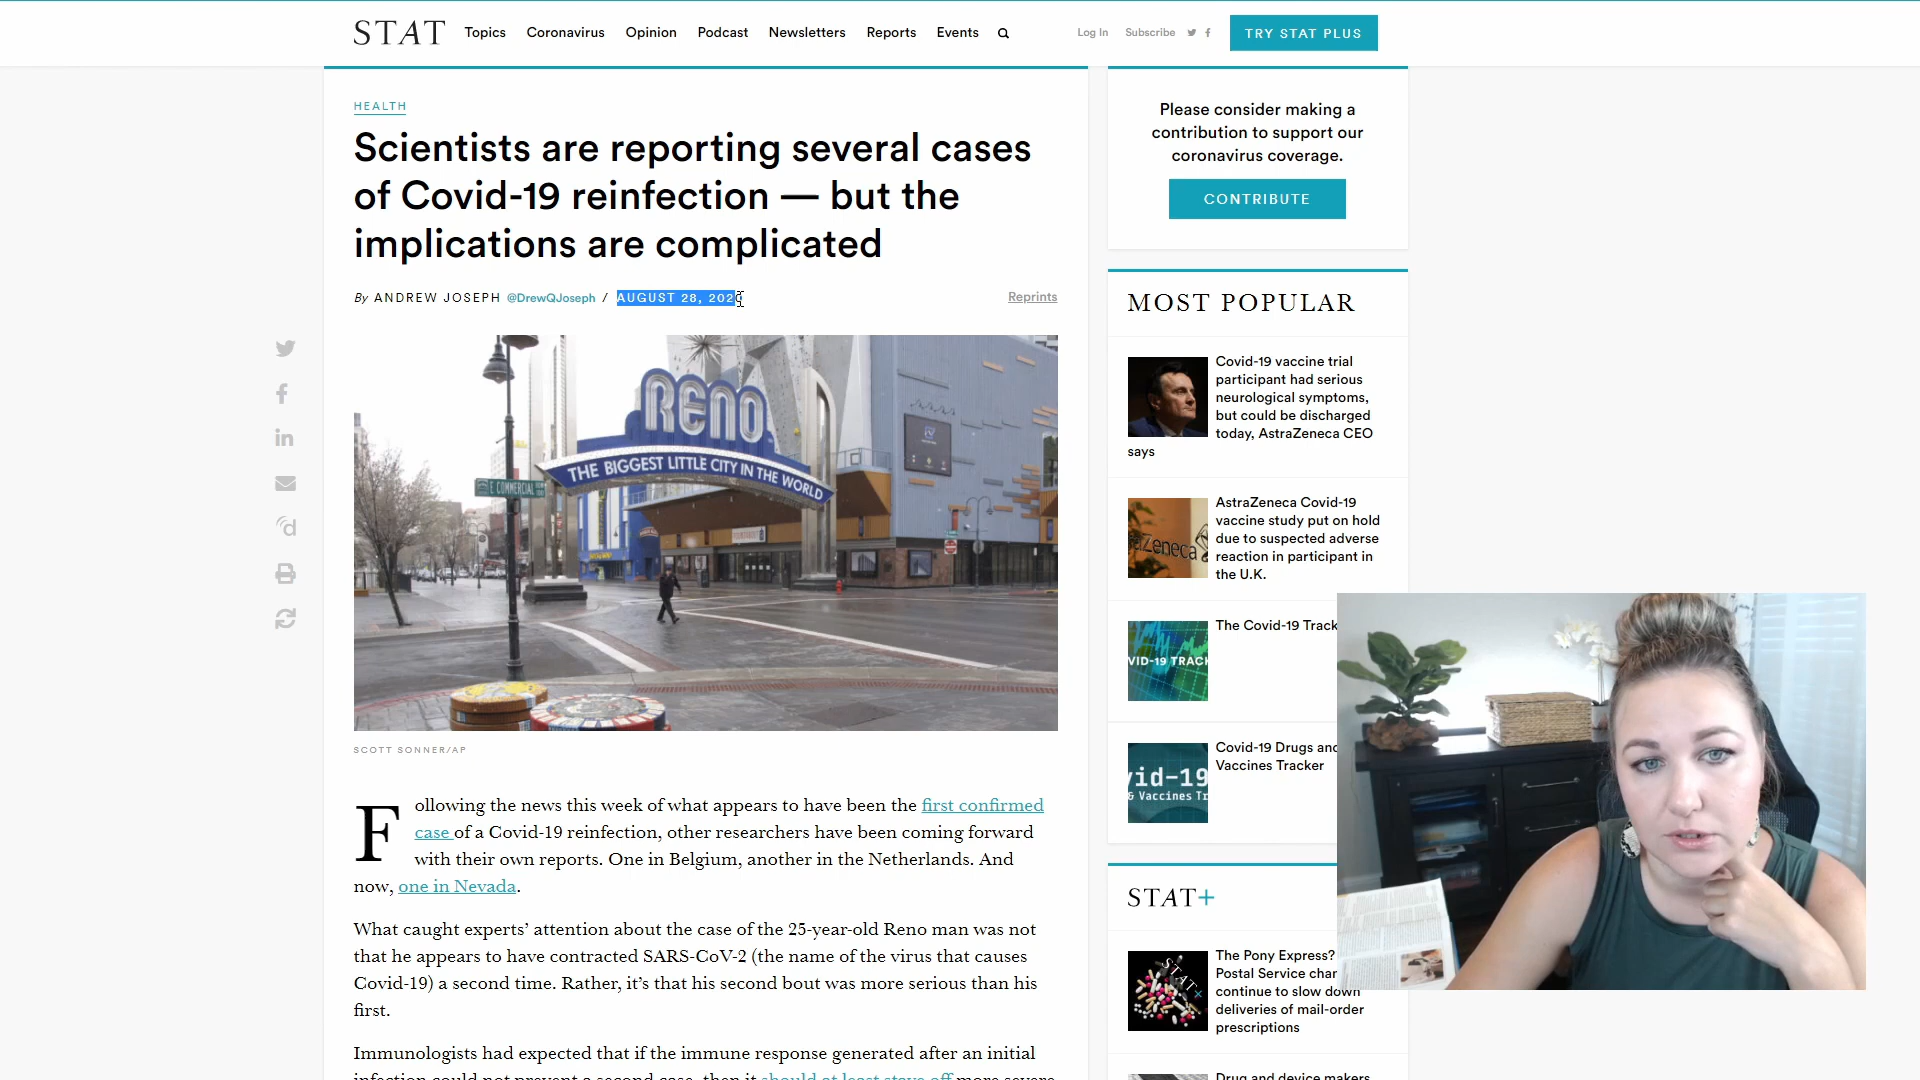 STAT
Topics
Coronavirus
Opinion
Podcast
Newsletters
Reports
Events
Log In
Subscribe
TRY STAT PLUS
HEALTH
Scientists are reporting several cases
of Covid-19 reinfection — but the
implications are complicated
By ANDREW JOSEPH @DrewQJoseph / AUGUST 28, 2020
Reprints
RENO
THE BIGGEST LITTLE CITY IN THE WORLD
E COMMERCIAL
SCOTT SONNER/AP
Following the news this week of what appears to have been the first confirmed
case of a Covid-19 reinfection, other researchers have been coming forward
with their own reports. One in Belgium, another in the Netherlands. And
now, one in Nevada.
What caught experts’ attention about the case of the 25-year-old Reno man was not
that he appears to have contracted SARS-CoV-2 (the name of the virus that causes
Covid-19) a second time. Rather, it’s that his second bout was more serious than his
first.
Immunologists had expected that if the immune response generated after an initial
infection could not prevent a second case, then it should at least stave off more severe
Please consider making a
contribution to support our
coronavirus coverage.
CONTRIBUTE
MOST POPULAR
Covid-19 vaccine trial
participant had serious
neurological symptoms,
but could be discharged
today, AstraZeneca CEO
says
aZeneca
AstraZeneca Covid-19
vaccine study put on hold
due to suspected adverse
reaction in participant in
the U.K.
VID-19 TRACK
The Covid-19 Track
vid-19
& Vaccines Tr
Covid-19 Drugs and
Vaccines Tracker
STAT+
STAT+
The Pony Express?
Postal Service char
continue to slow down
deliveries of mail-order
prescriptions
Drug and device makers